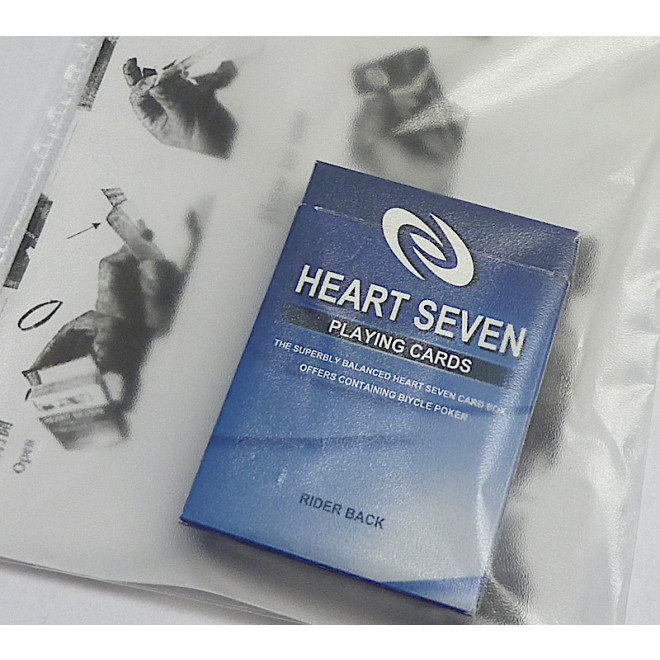 HEART SEVEN
PLAYING CARDS
THE SUPERBLY BALANCED HEART SEVEN CARD BOX
OFFERS CONTAINING BIYCLE POKER
RIDER BACK
Open